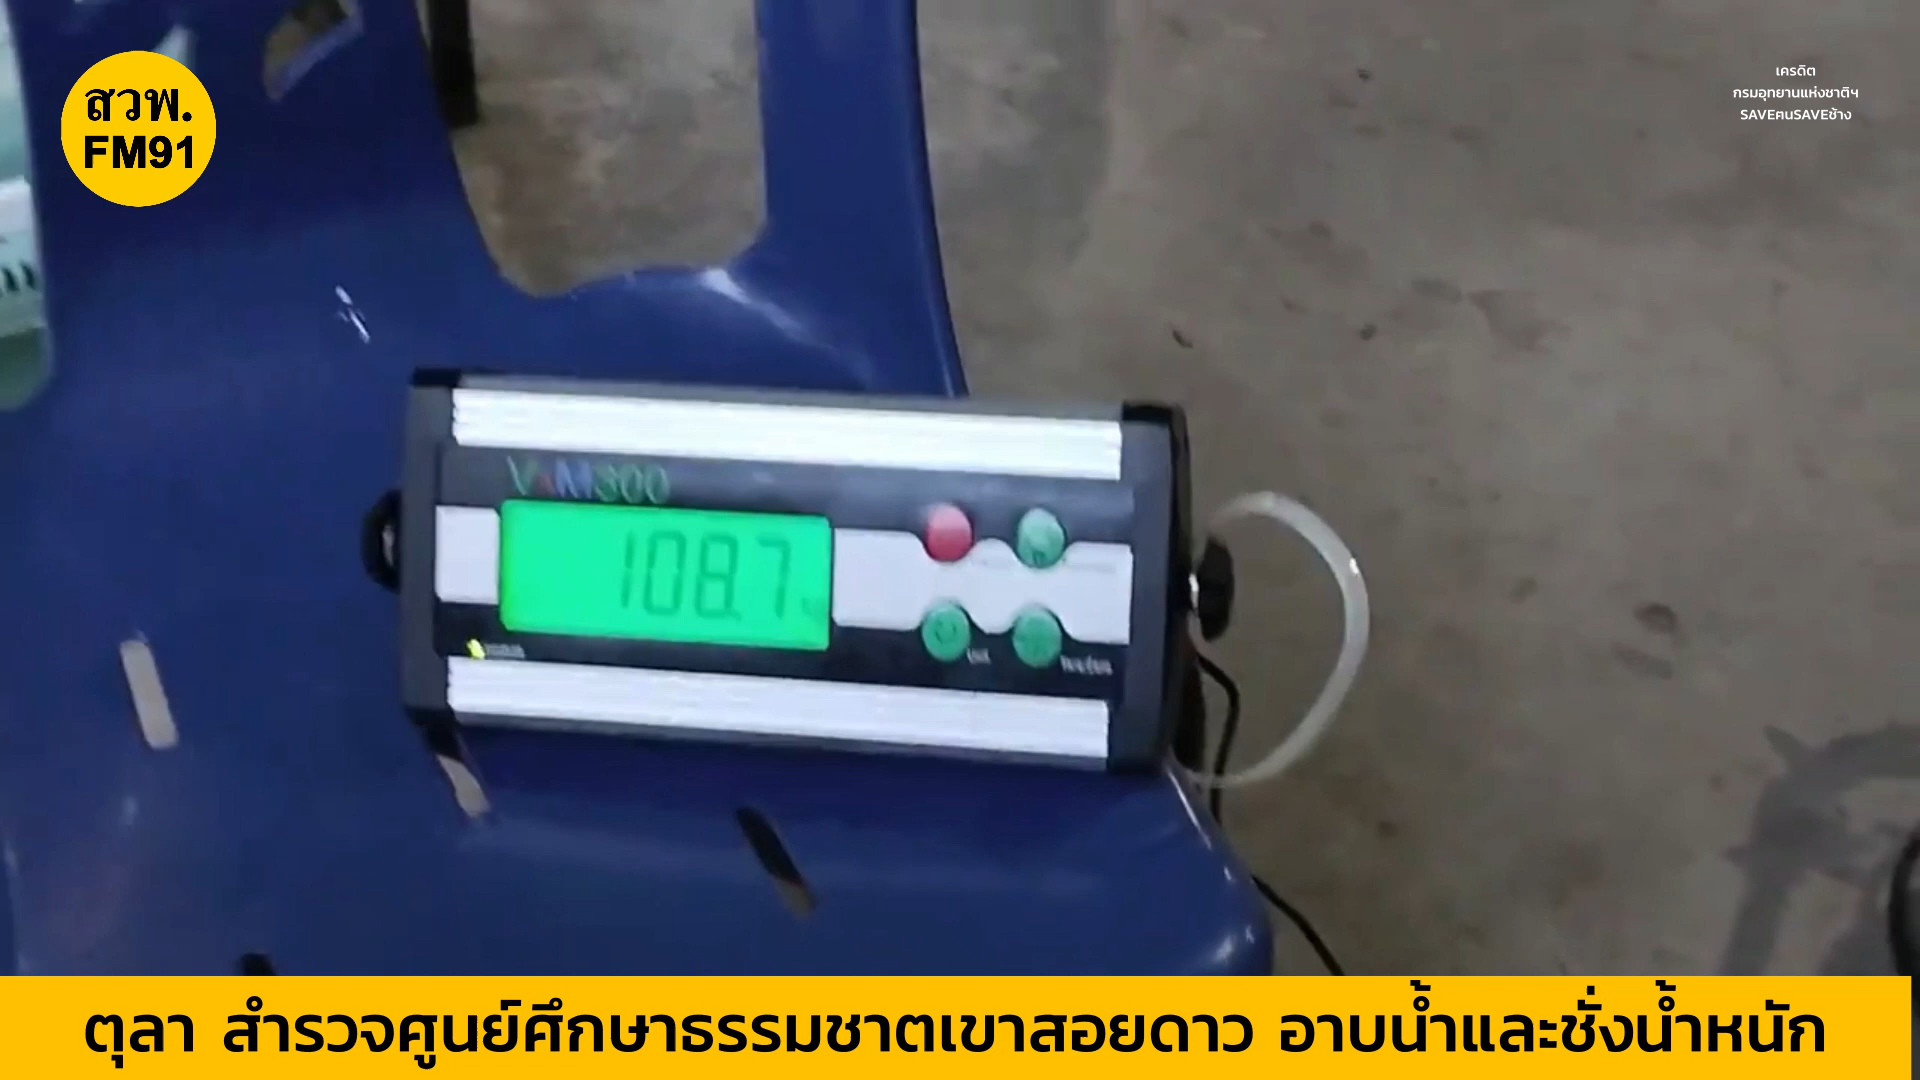 สวพ.
FM91
เครดิต
กรมอุทยานแห่งชาติฯ
SAVEฅนSAVEช้าง
VXM300
108.7
ตุลา สำรวจศูนย์ศึกษาธรรมชาตเขาสอยดาว อาบน้ำและชั่งน้ำหนัก